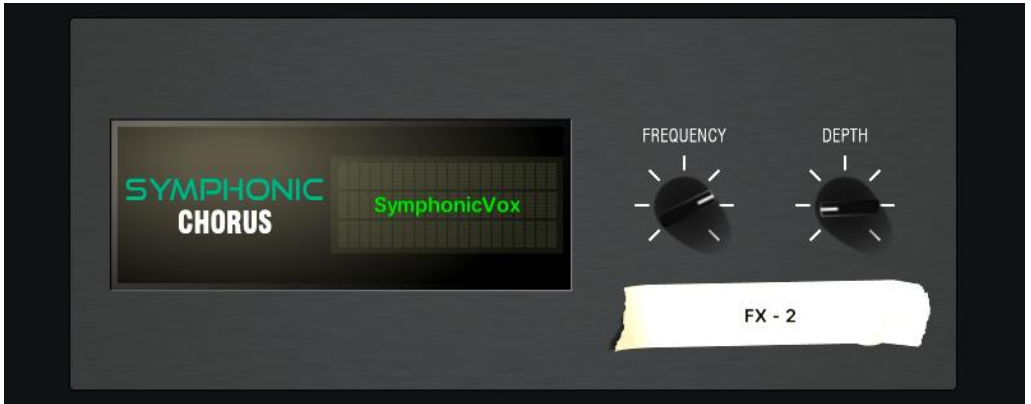 SYMPHONIC
CHORUS
SymphonicVox
FREQUENCY
DEPTH
FX - 2